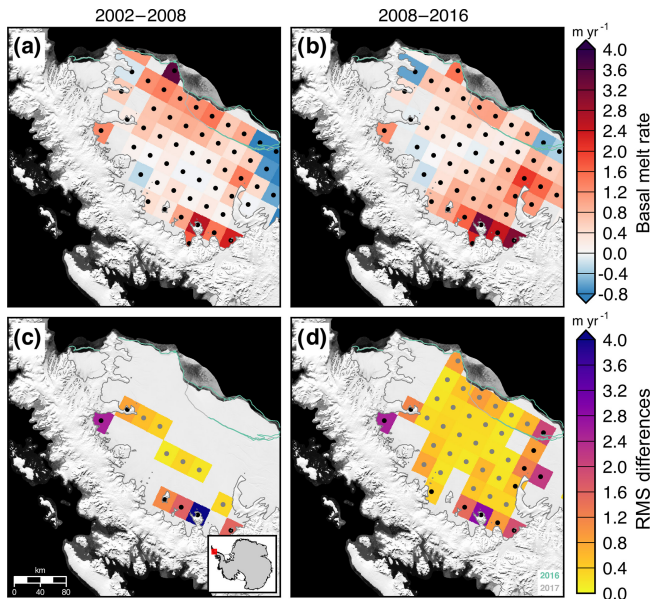 2002−2008
2008−2016
m yr⁻¹
(a)
(b)
4.0
3.6
3.2
2.8
2.4
2.0
1.6
1.2
0.8
0.4
0.0
-0.4
-0.8
Basal melt rate
m yr⁻¹
(c)
(d)
4.0
3.6
3.2
2.8
2.4
2.0
1.6
1.2
0.8
0.4
0.0
RMS differences
km
0 40 80
2016
2017